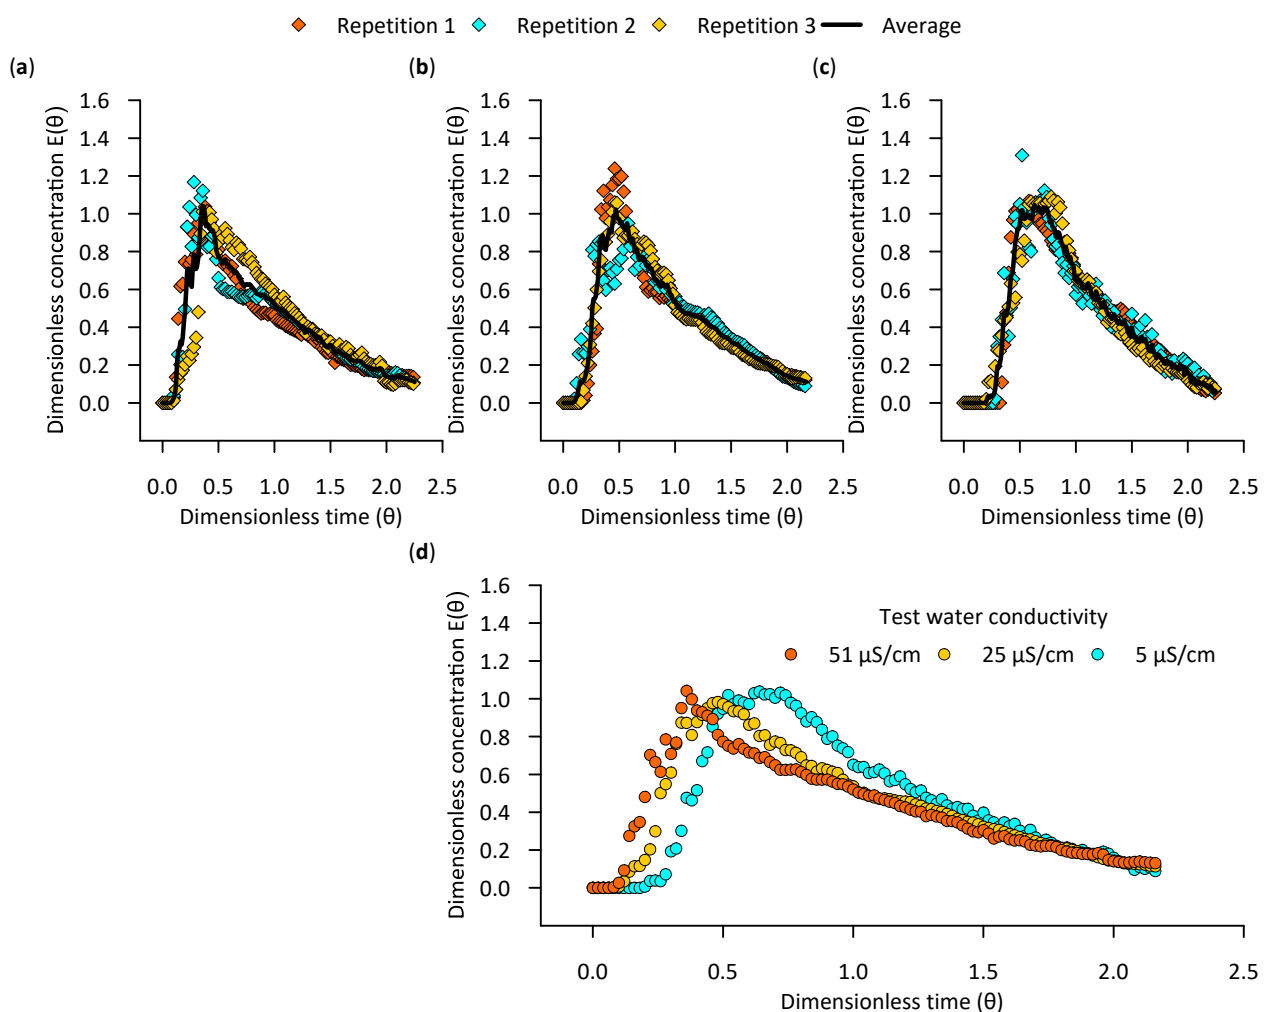 Repetition 1 Repetition 2 Repetition 3 Average
(a) (b) (c)
Dimensionless concentration E(θ)
1.6
1.4
1.2
1.0
0.8
0.6
0.4
0.2
0.0
0.0 0.5 1.0 1.5 2.0 2.5
Dimensionless time (θ)
Dimensionless concentration E(θ)
1.6
1.4
1.2
1.0
0.8
0.6
0.4
0.2
0.0
0.0 0.5 1.0 1.5 2.0 2.5
Dimensionless time (θ)
Dimensionless concentration E(θ)
1.6
1.4
1.2
1.0
0.8
0.6
0.4
0.2
0.0
0.0 0.5 1.0 1.5 2.0 2.5
Dimensionless time (θ)
(d)
Dimensionless concentration E(θ)
1.6
1.4
1.2
1.0
0.8
0.6
0.4
0.2
0.0
Test water conductivity
51 μS/cm 25 μS/cm 5 μS/cm
0.0 0.5 1.0 1.5 2.0 2.5
Dimensionless time (θ)